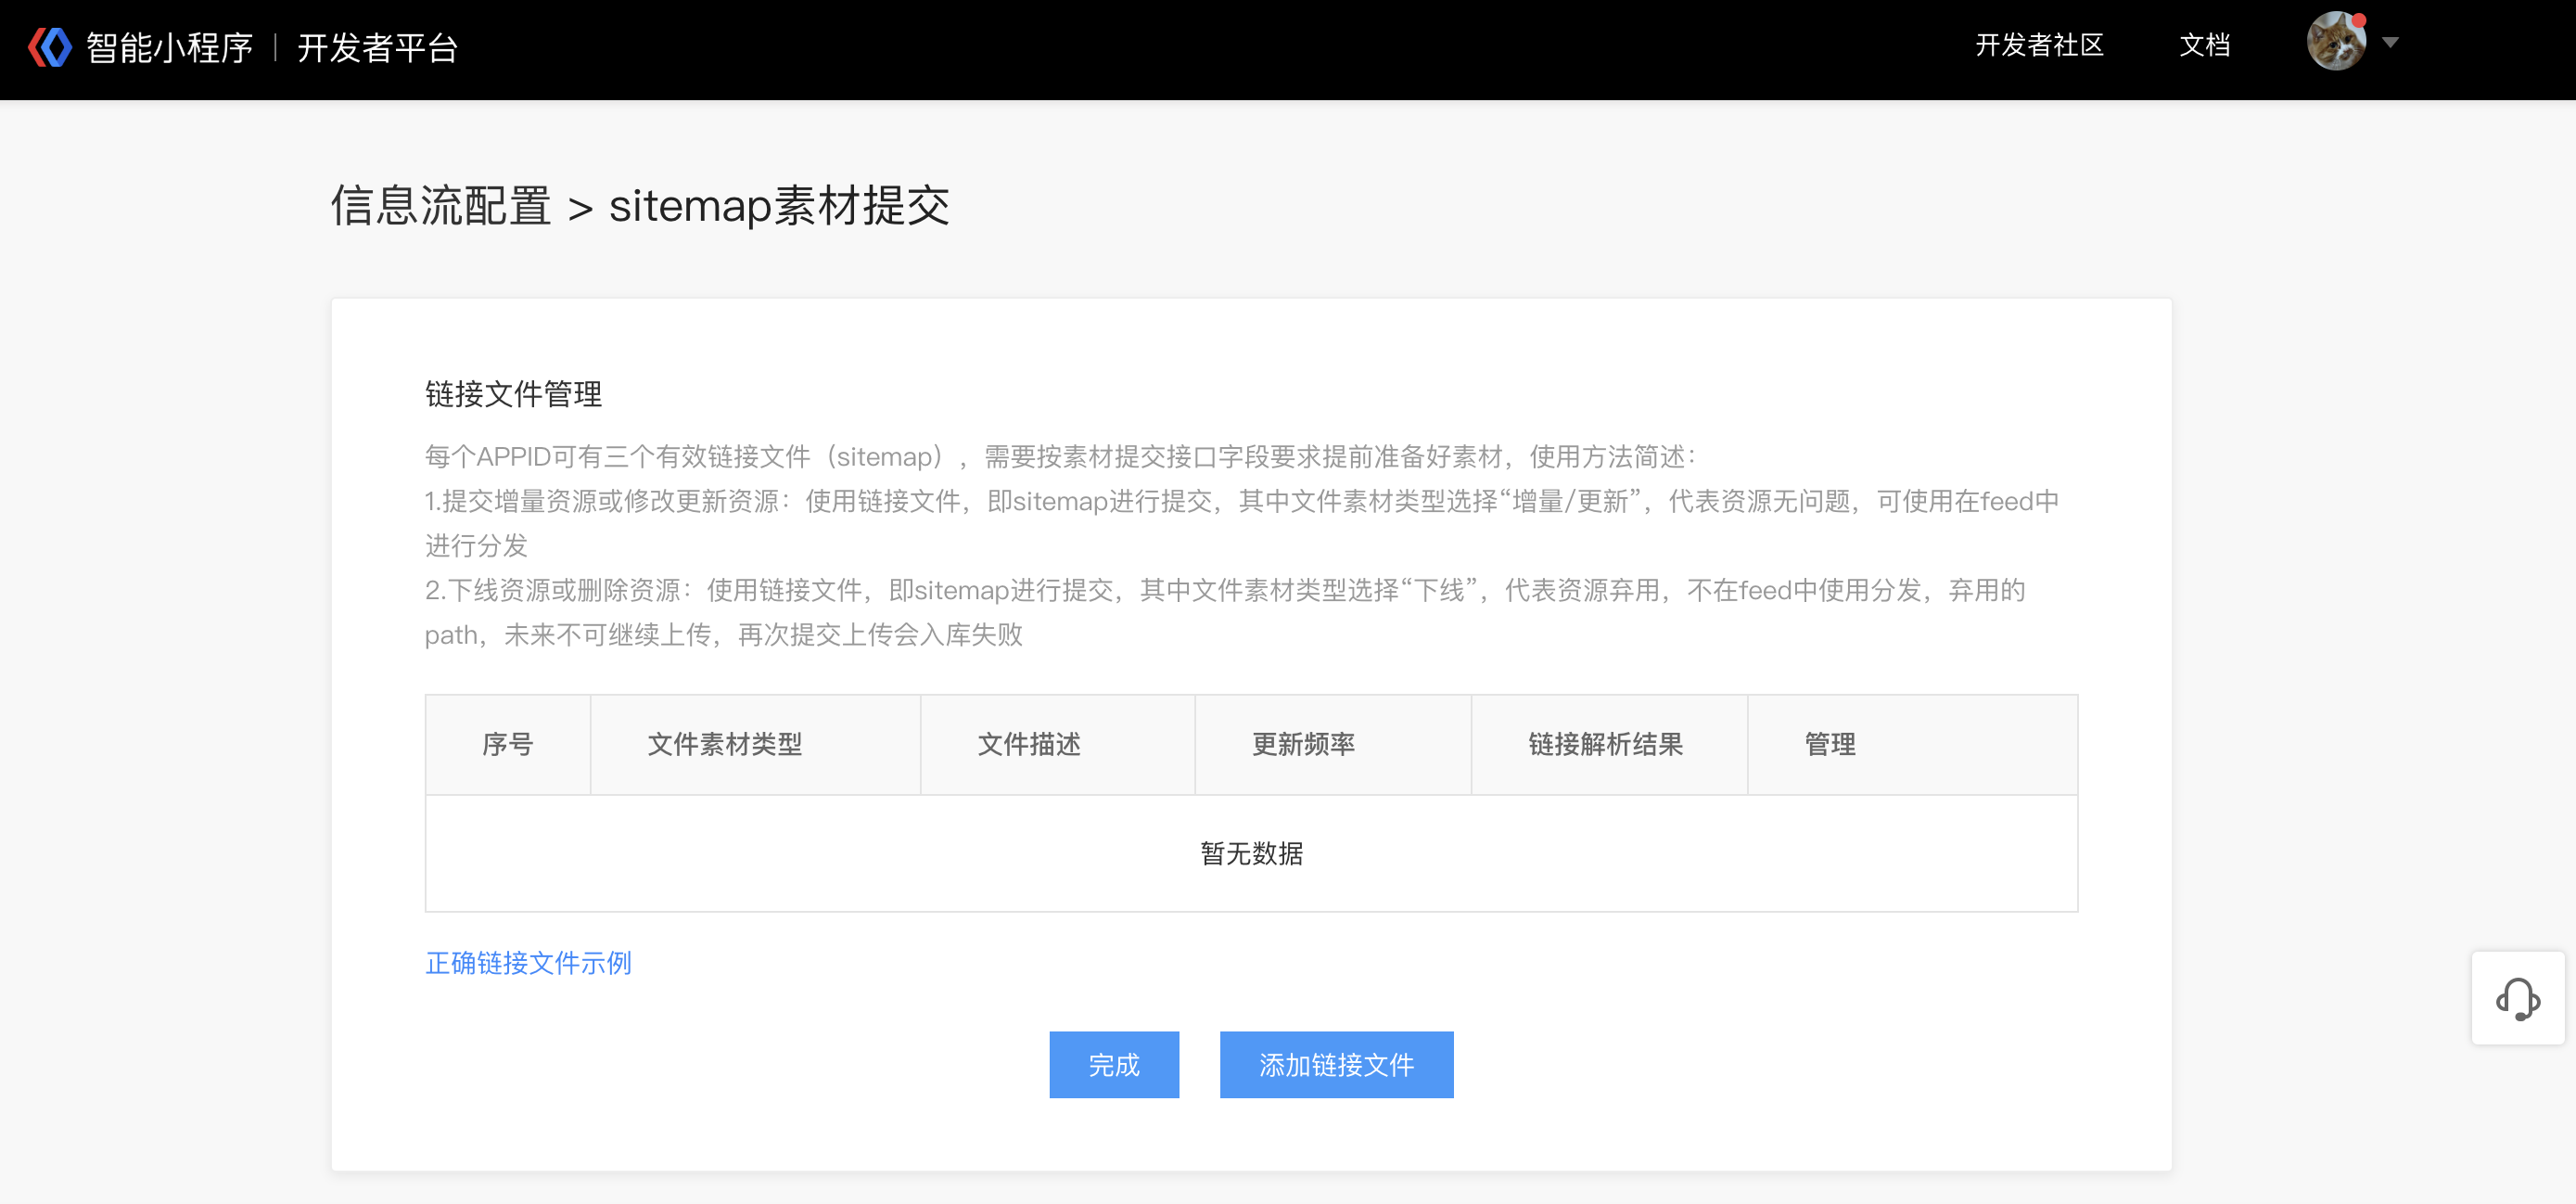 智能小程序 | 开发者平台
开发者社区
文档
信息流配置 > sitemap素材提交
链接文件管理
每个APPID可有三个有效链接文件（sitemap），需要按素材提交接口字段要求提前准备好素材，使用方法简述：
1.提交增量资源或修改更新资源：使用链接文件，即sitemap进行提交，其中文件素材类型选择“增量/更新”，代表资源无问题，可使用在feed中
进行分发
2.下线资源或删除资源：使用链接文件，即sitemap进行提交，其中文件素材类型选择“下线”，代表资源弃用，不在feed中使用分发，弃用的
path，未来不可继续上传，再次提交上传会入库失败
序号 文件素材类型 文件描述 更新频率 链接解析结果 管理
暂无数据
正确链接文件示例
完成 添加链接文件